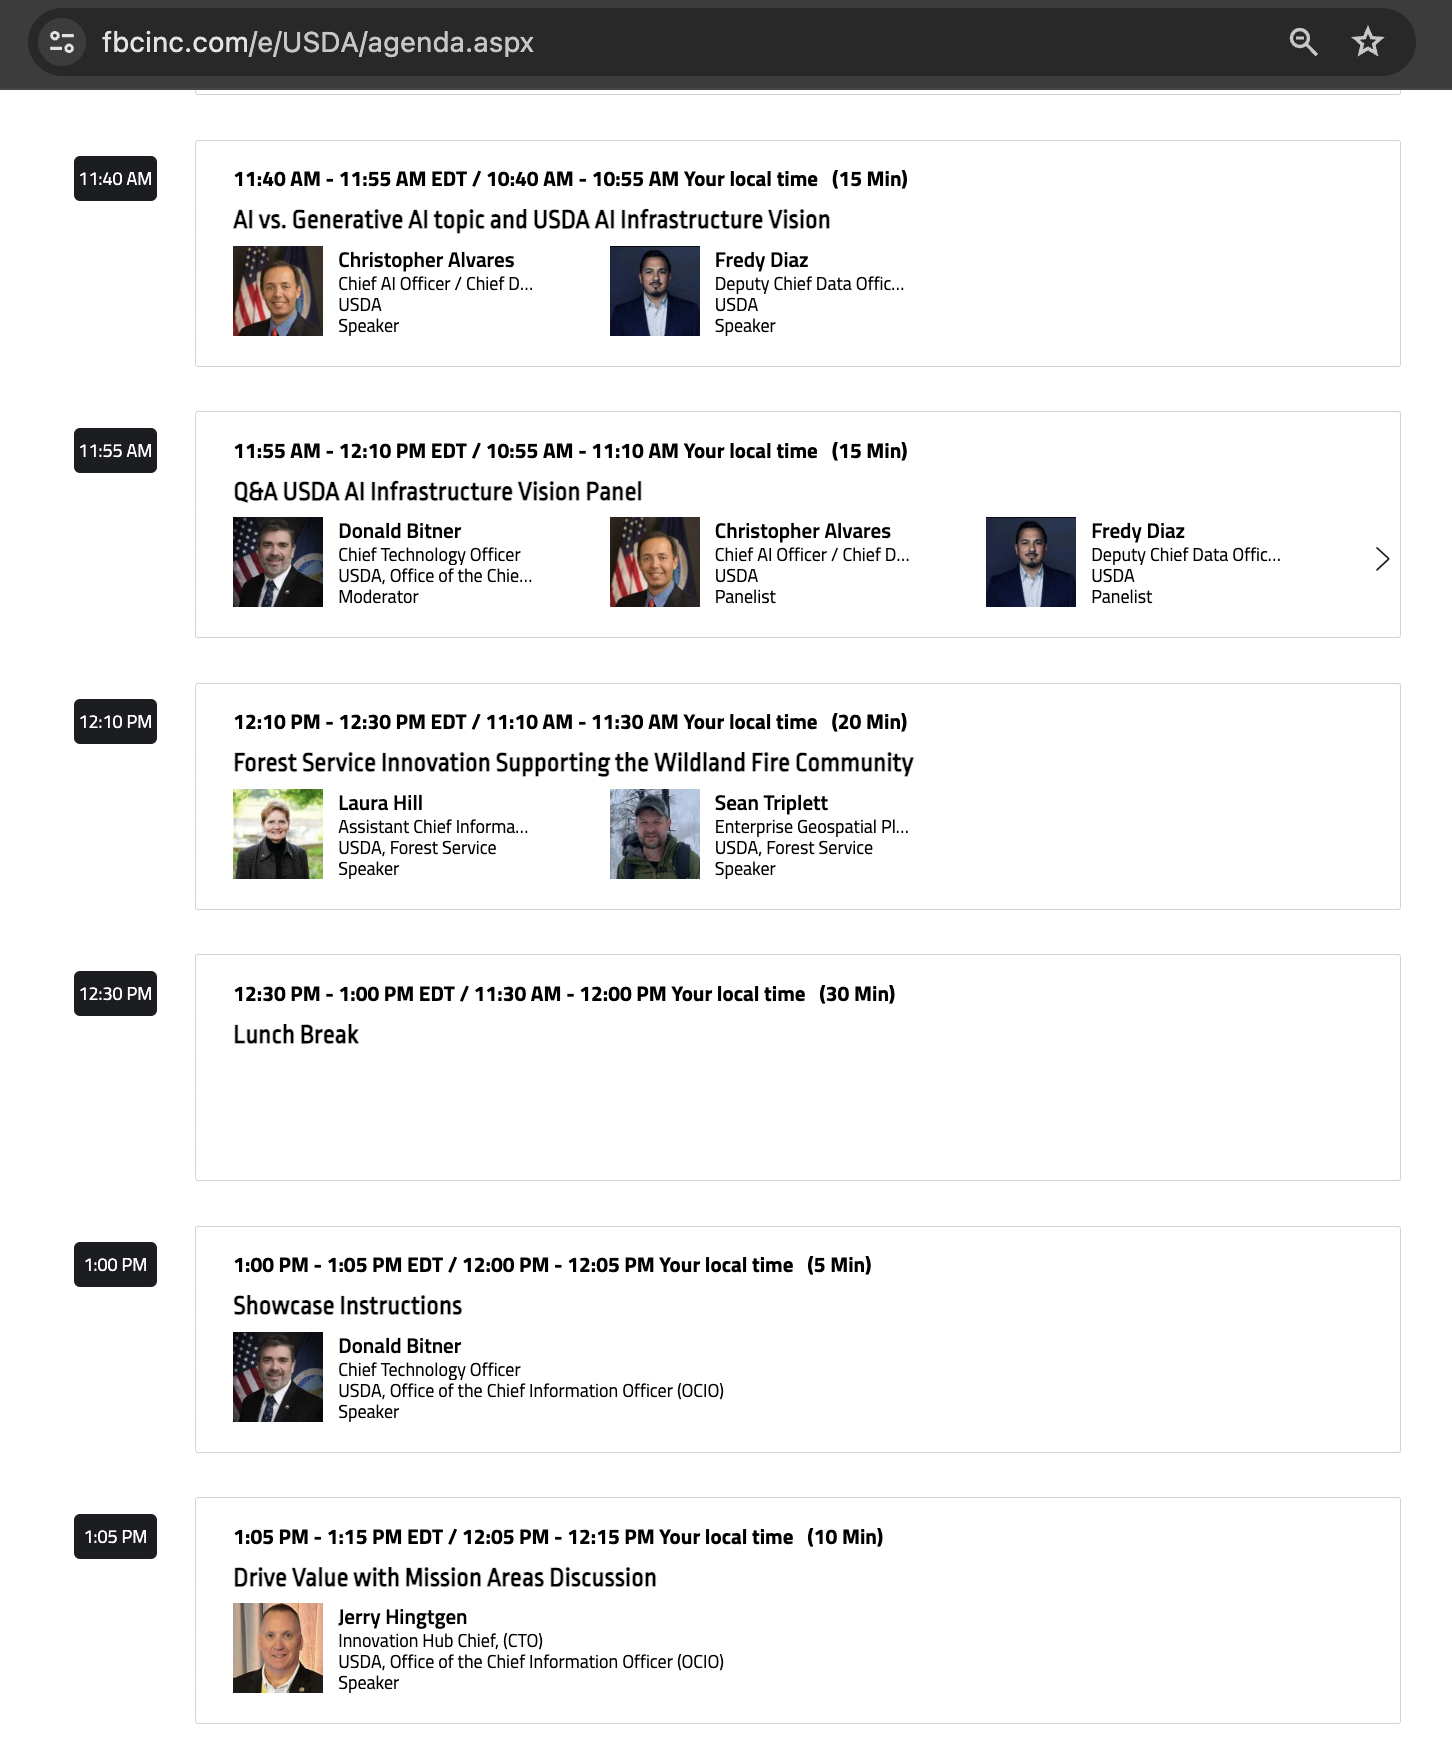 fbcinc.com/e/USDA/agenda.aspx
11:40 AM
11:40 AM - 11:55 AM EDT / 10:40 AM - 10:55 AM Your local time (15 Min)
AI vs. Generative AI topic and USDA AI Infrastructure Vision
Christopher Alvares
Chief AI Officer / Chief D...
USDA
Speaker
Fredy Diaz
Deputy Chief Data Offic...
USDA
Speaker
11:55 AM
11:55 AM - 12:10 PM EDT / 10:55 AM - 11:10 AM Your local time (15 Min)
Q&A USDA AI Infrastructure Vision Panel
Donald Bitner
Chief Technology Officer
USDA, Office of the Chie...
Moderator
Christopher Alvares
Chief AI Officer / Chief D...
USDA
Panelist
Fredy Diaz
Deputy Chief Data Offic...
USDA
Panelist
12:10 PM
12:10 PM - 12:30 PM EDT / 11:10 AM - 11:30 AM Your local time (20 Min)
Forest Service Innovation Supporting the Wildland Fire Community
Laura Hill
Assistant Chief Informa...
USDA, Forest Service
Speaker
Sean Triplett
Enterprise Geospatial Pl...
USDA, Forest Service
Speaker
12:30 PM
12:30 PM - 1:00 PM EDT / 11:30 AM - 12:00 PM Your local time (30 Min)
Lunch Break
1:00 PM
1:00 PM - 1:05 PM EDT / 12:00 PM - 12:05 PM Your local time (5 Min)
Showcase Instructions
Donald Bitner
Chief Technology Officer
USDA, Office of the Chief Information Officer (OCIO)
Speaker
1:05 PM
1:05 PM - 1:15 PM EDT / 12:05 PM - 12:15 PM Your local time (10 Min)
Drive Value with Mission Areas Discussion
Jerry Hingtgen
Innovation Hub Chief, (CTO)
USDA, Office of the Chief Information Officer (OCIO)
Speaker